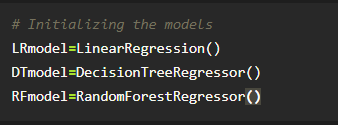 # Initializing the models
LRmodel=LinearRegression()
DTmodel=DecisionTreeRegressor()
RFmodel=RandomForestRegressor()